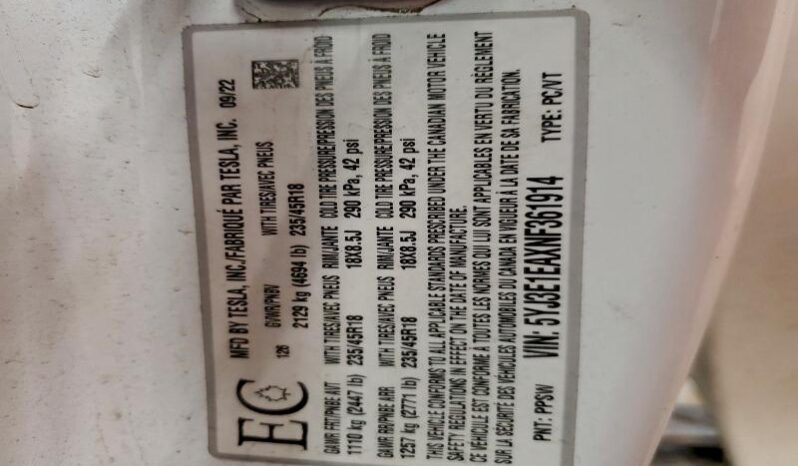 EC
MFD BY TESLA, INC./FABRIQUÉ PAR TESLA, INC. 09/22
126 GVWR/PNBV WITH TIRES/AVEC PNEUS
2129 kg (4694 lb) 235/45R18
GAWR FRT/PNBE AVT WITH TIRES/AVEC PNEUS RIM/JANTE COLD TIRE PRESSURE/PRESSION DES PNEUS À FROID
1110 kg (2447 lb) 235/45R18 18X8.5J 290 kPa, 42 psi
GAWR RR/PNBE ARR WITH TIRES/AVEC PNEUS RIM/JANTE COLD TIRE PRESSURE/PRESSION DES PNEUS À FROID
1257 kg (2771 lb) 235/45R18 18X8.5J 290 kPa, 42 psi
THIS VEHICLE CONFORMS TO ALL APPLICABLE STANDARDS PRESCRIBED UNDER THE CANADIAN MOTOR VEHICLE
SAFETY REGULATIONS IN EFFECT ON THE DATE OF MANUFACTURE.
CE VÉHICULE EST CONFORME À TOUTES LES NORMES QUI LUI SONT APPLICABLES EN VERTU DU RÈGLEMENT
SUR LA SÉCURITÉ DES VÉHICULES AUTOMOBILES DU CANADA EN VIGUEUR À LA DATE DE SA FABRICATION.
PNT: PPSW VIN: 5YJ3E1EAXNF361914 TYPE: PC/VT